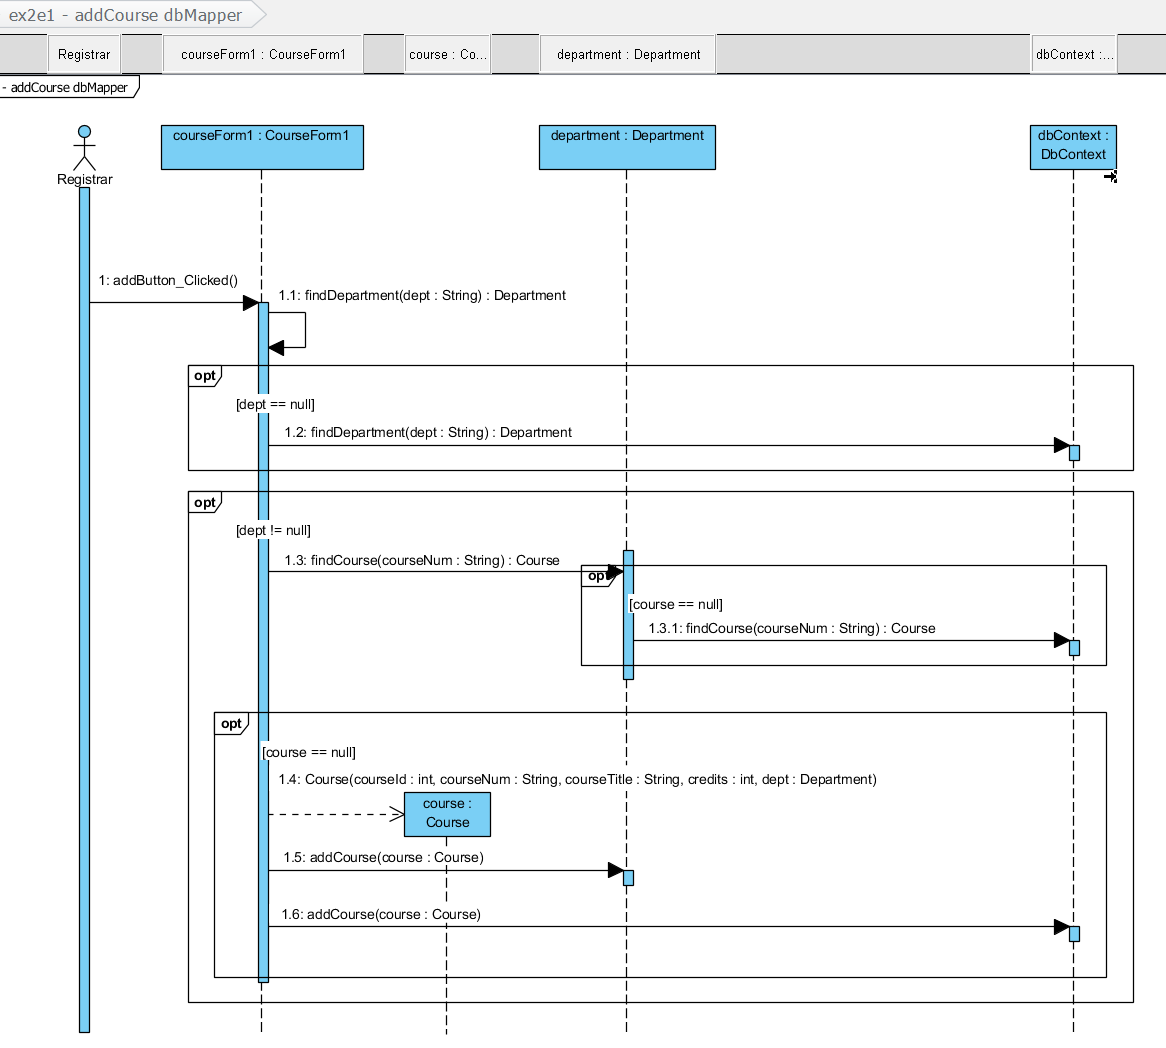 ex2e1 - addCourse dbMapper
Registrar
courseForm1 : CourseForm1
course : Co...
department : Department
dbContext :...
- addCourse dbMapper
courseForm1 : CourseForm1
department : Department
dbContext :
DbContext
Registrar
1: addButton_Clicked()
1.1: findDepartment(dept : String) : Department
opt
[dept == null]
1.2: findDepartment(dept : String) : Department
opt
[dept != null]
1.3: findCourse(courseNum : String) : Course
opt
[course == null]
1.3.1: findCourse(courseNum : String) : Course
opt
[course == null]
1.4: Course(courseId : int, courseNum : String, courseTitle : String, credits : int, dept : Department)
course :
Course
1.5: addCourse(course : Course)
1.6: addCourse(course : Course)